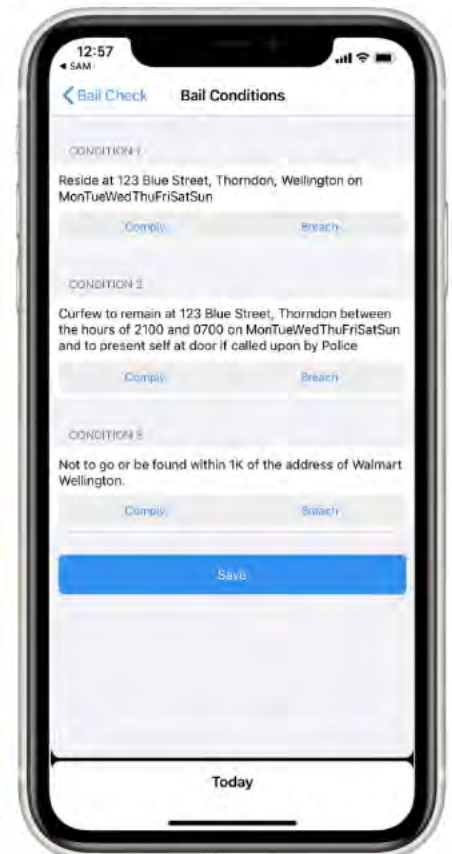 12:57
◀ SAM
Bail Check
Bail Conditions
CONDITION 1
Reside at 123 Blue Street, Thorndon, Wellington on
MonTueWedThuFriSatSun
Comply
Breach
CONDITION 2
Curfew to remain at 123 Blue Street, Thorndon between
the hours of 2100 and 0700 on MonTueWedThuFriSatSun
and to present self at door if called upon by Police
Comply
Breach
CONDITION 3
Not to go or be found within 1K of the address of Walmart
Wellington.
Comply
Breach
Save
Today